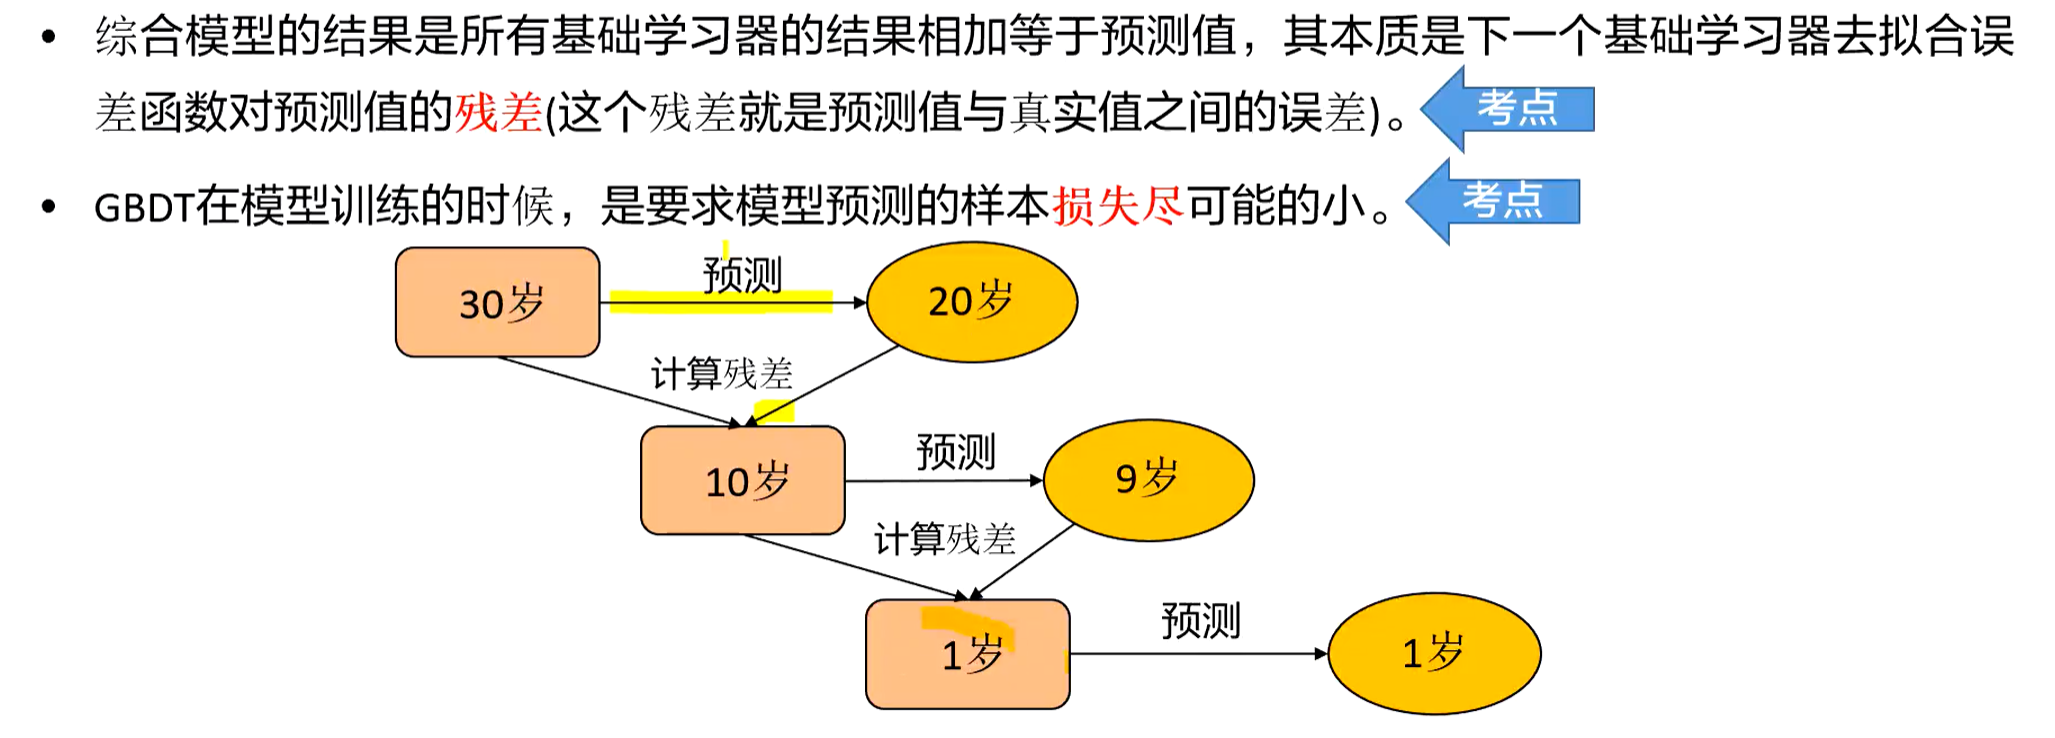 • 综合模型的结果是所有基础学习器的结果相加等于预测值，其本质是下一个基础学习器去拟合误
差函数对预测值的残差(这个残差就是预测值与真实值之间的误差)。
考点
• GBDT在模型训练的时候，是要求模型预测的样本损失尽可能的小。
考点
30岁
预测
20岁
计算残差
10岁
预测
9岁
计算残差
1岁
预测
1岁